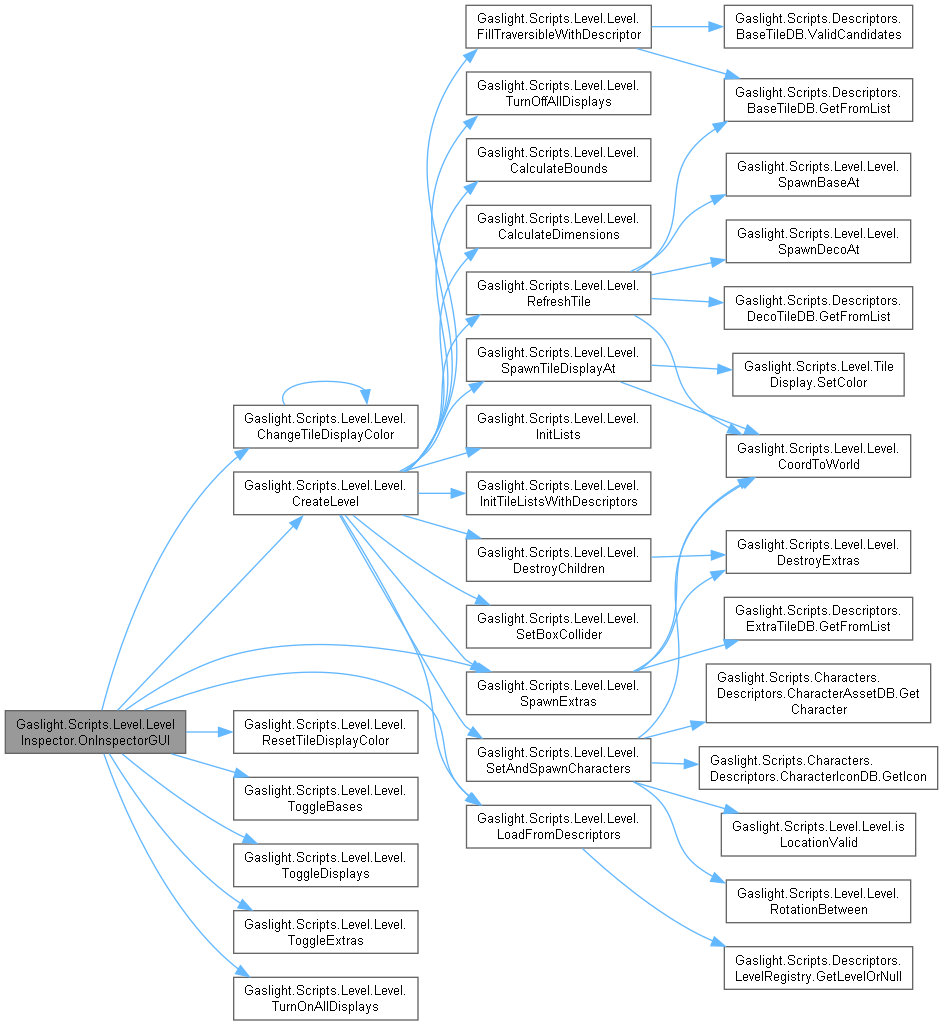 Gaslight.Scripts.Level.Level
Inspector.OnInspectorGUI
Gaslight.Scripts.Level.Level.
ChangeTileDisplayColor
Gaslight.Scripts.Level.Level.
CreateLevel
Gaslight.Scripts.Level.Level.
ResetTileDisplayColor
Gaslight.Scripts.Level.Level.
ToggleBases
Gaslight.Scripts.Level.Level.
ToggleDisplays
Gaslight.Scripts.Level.Level.
ToggleExtras
Gaslight.Scripts.Level.Level.
TurnOnAllDisplays
Gaslight.Scripts.Level.Level.
FillTraversibleWithDescriptor
Gaslight.Scripts.Level.Level.
TurnOffAllDisplays
Gaslight.Scripts.Level.Level.
CalculateBounds
Gaslight.Scripts.Level.Level.
CalculateDimensions
Gaslight.Scripts.Level.Level.
RefreshTile
Gaslight.Scripts.Level.Level.
SpawnTileDisplayAt
Gaslight.Scripts.Level.Level.
InitLists
Gaslight.Scripts.Level.Level.
InitTileListsWithDescriptors
Gaslight.Scripts.Level.Level.
DestroyChildren
Gaslight.Scripts.Level.Level.
SetBoxCollider
Gaslight.Scripts.Level.Level.
SpawnExtras
Gaslight.Scripts.Level.Level.
SetAndSpawnCharacters
Gaslight.Scripts.Level.Level.
LoadFromDescriptors
Gaslight.Scripts.Descriptors.
BaseTileDB.ValidCandidates
Gaslight.Scripts.Descriptors.
BaseTileDB.GetFromList
Gaslight.Scripts.Level.Level.
SpawnBaseAt
Gaslight.Scripts.Level.Level.
SpawnDecoAt
Gaslight.Scripts.Descriptors.
DecoTileDB.GetFromList
Gaslight.Scripts.Level.Tile
Display.SetColor
Gaslight.Scripts.Level.Level.
CoordToWorld
Gaslight.Scripts.Level.Level.
DestroyExtras
Gaslight.Scripts.Descriptors.
ExtraTileDB.GetFromList
Gaslight.Scripts.Characters.
Descriptors.CharacterAssetDB.Get
Character
Gaslight.Scripts.Characters.
Descriptors.CharacterIconDB.GetIcon
Gaslight.Scripts.Level.Level.is
LocationValid
Gaslight.Scripts.Level.Level.
RotationBetween
Gaslight.Scripts.Descriptors.
LevelRegistry.GetLevelOrNull